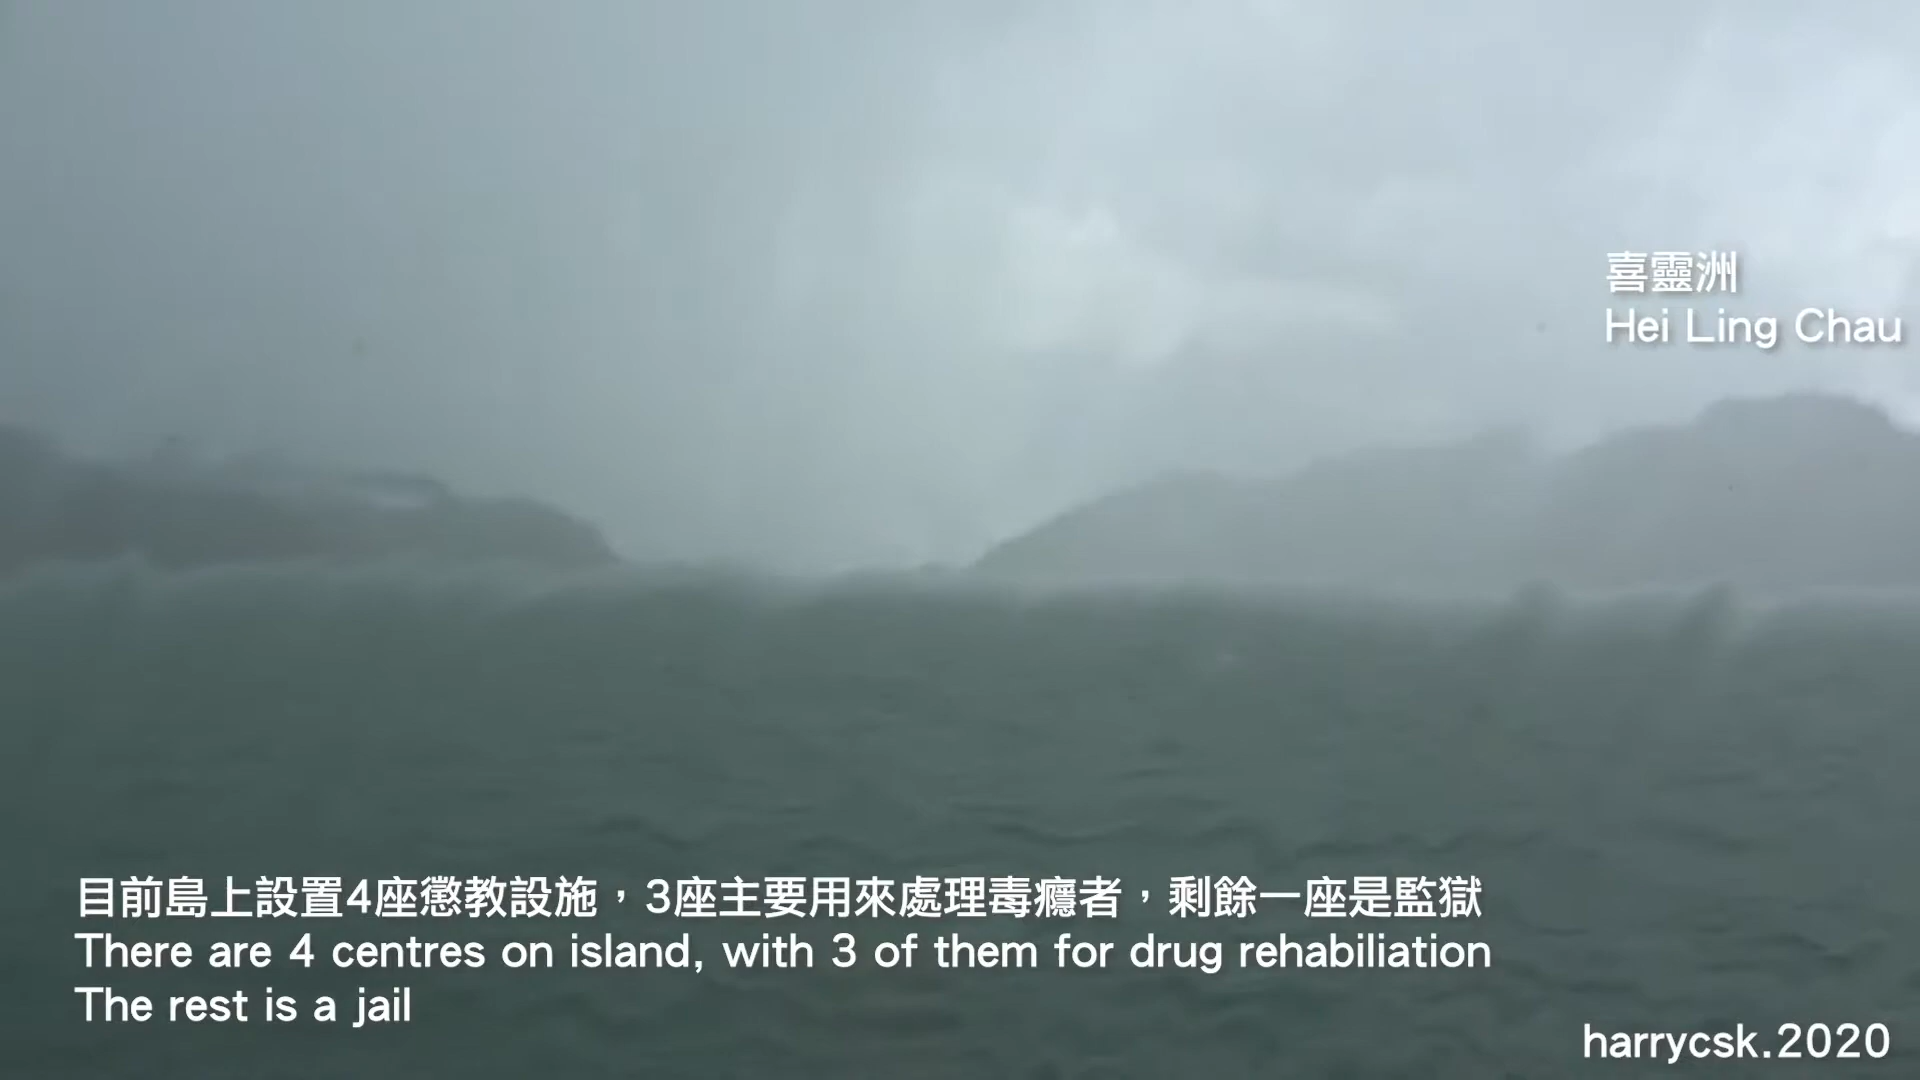 喜靈洲
Hei Ling Chau
目前島上設置4座懲教設施，3座主要用來處理毒癮者，剩餘一座是監獄
There are 4 centres on island, with 3 of them for drug rehabiliation
The rest is a jail
harrycsk.2020